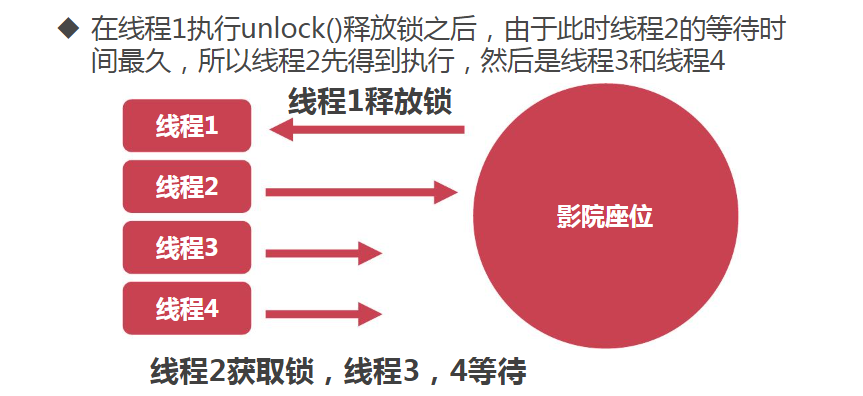 ◆ 在线程1执行unlock()释放锁之后，由于此时线程2的等待时
间最久，所以线程2先得到执行，然后是线程3和线程4
线程1释放锁
线程1
线程2
线程3
线程4
影院座位
线程2获取锁，线程3，4等待